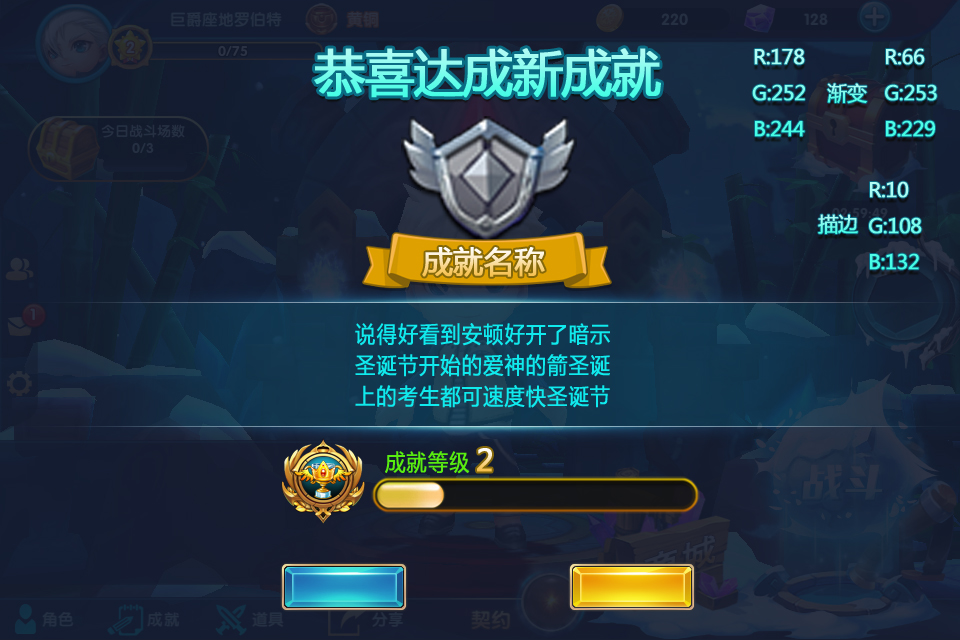 巨爵座地罗伯特
黄铜
220
128
2
0/75
恭喜达成新成就
R:178
R:66
G:252
渐变
G:253
B:244
B:229
今日战斗场数
0/3
R:10
描边
G:108
B:132
成就名称
1
说得好看到安顿好开了暗示
圣诞节开始的爱神的箭圣诞
上的考生都可速度快圣诞节
成就等级 2
战斗
商城
角色
成就
道具
分享
契约